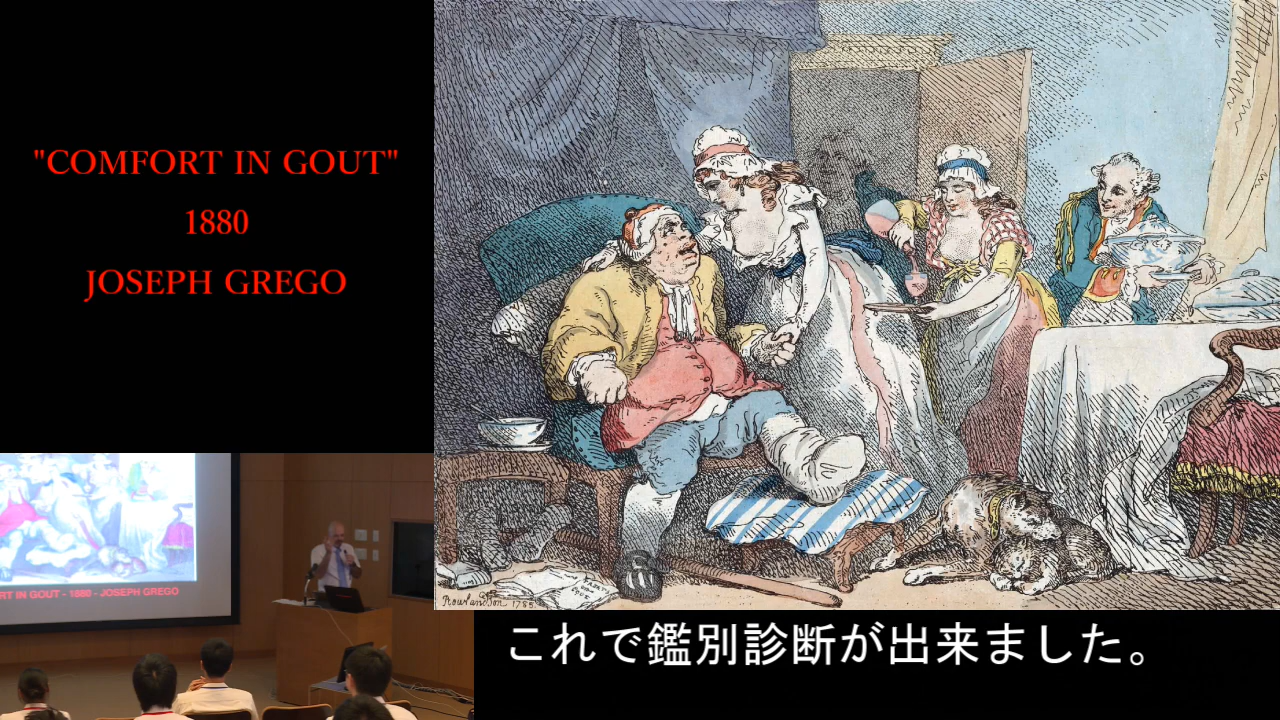 "COMFORT IN GOUT"
1880
JOSEPH GREGO
RT IN GOUT - 1880 - JOSEPH GREGO
Rowlandson 1785
これで鑑別診断が出来ました。